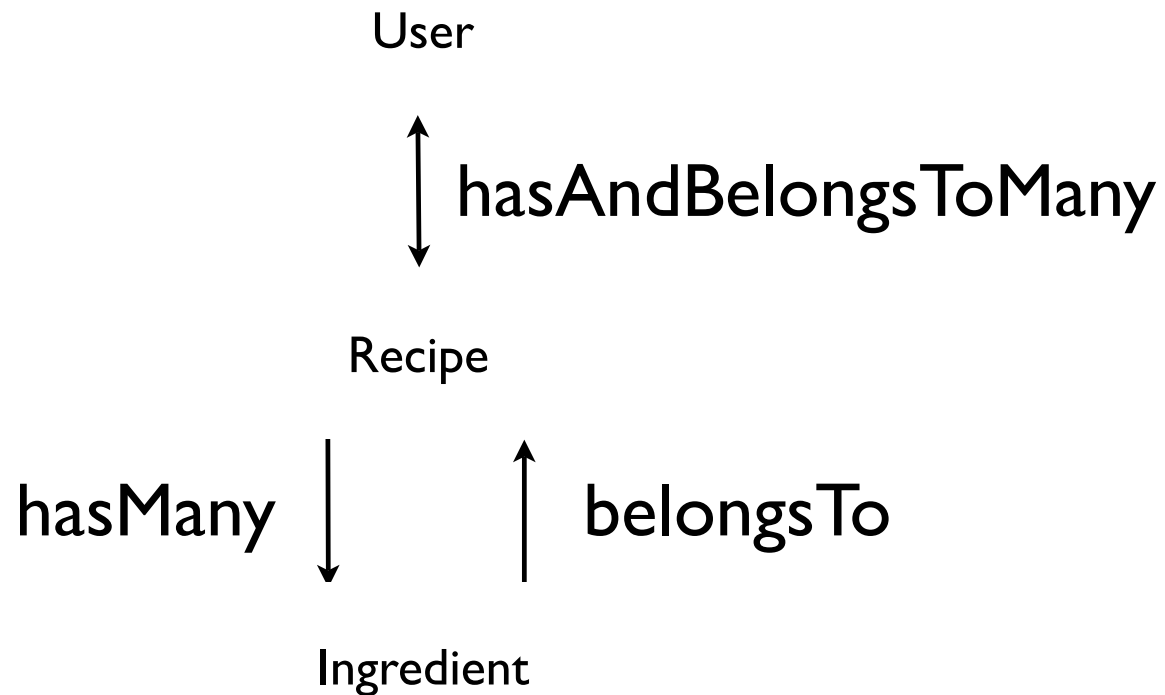 User
hasAndBelongsToMany
Recipe
hasMany
belongsTo
Ingredient